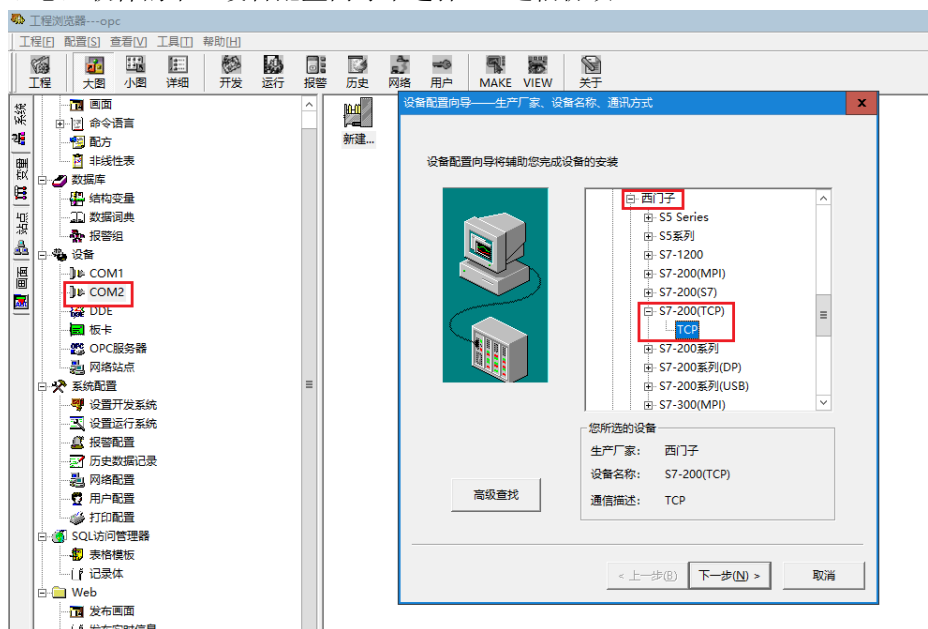 工程浏览器---opc
工程[F] 配置[S] 查看[V] 工具[T] 帮助[H]
工程 大图 小图 详细 开发 运行 报警 历史 网络 用户 MAKE VIEW 关于
系统
变量
站点
画面
画面
命令语言
配方
非线性表
数据库
结构变量
数据词典
报警组
设备
COM1
COM2
DDE
板卡
OPC服务器
网络站点
系统配置
设置开发系统
设置运行系统
报警配置
历史数据记录
网络配置
用户配置
打印配置
SQL访问管理器
表格模板
记录体
Web
发布画面
新建...
设备配置向导——生产厂家、设备名称、通讯方式
设备配置向导将辅助您完成设备的安装
西门子
S5 Series
S5系列
S7-1200
S7-200(MPI)
S7-200(S7)
S7-200(TCP)
TCP
S7-200系列
S7-200系列(DP)
S7-200系列(USB)
S7-300(MPI)
您所选的设备
生产厂家: 西门子
设备名称: S7-200(TCP)
通信描述: TCP
高级查找
< 上一步(B) 下一步(N) > 取消